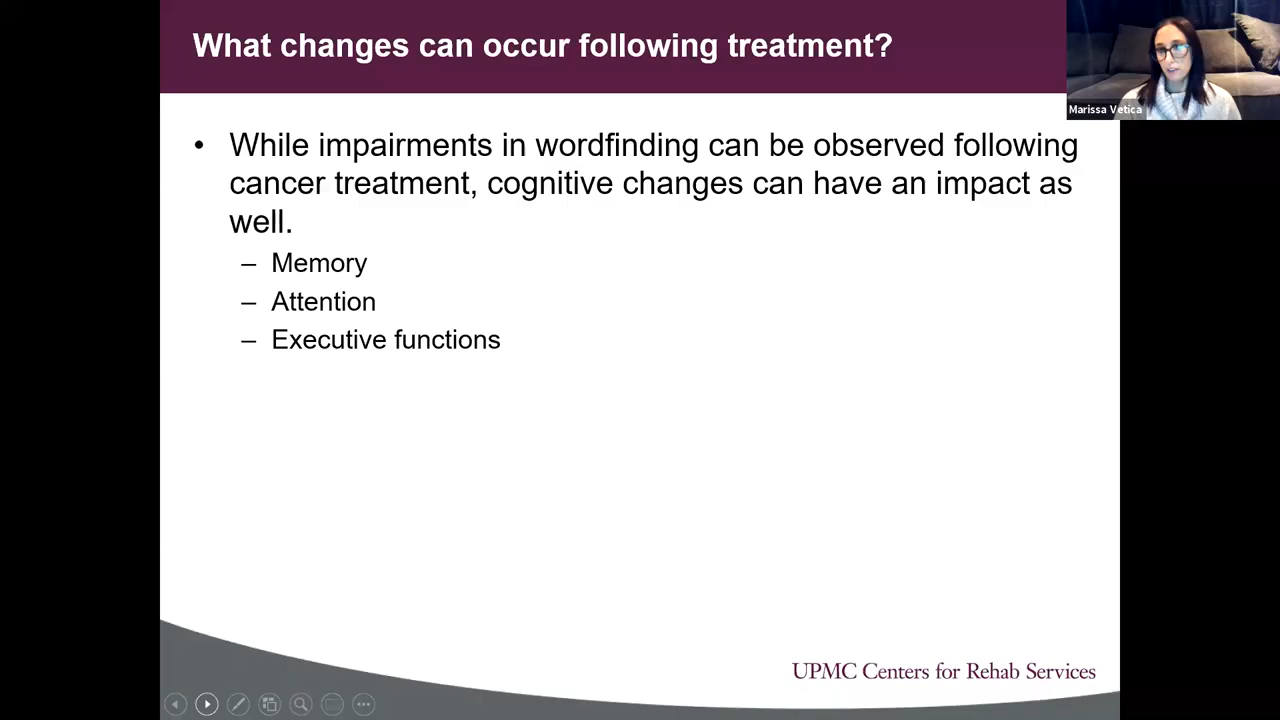 What changes can occur following treatment?
Marissa Vetica
• While impairments in wordfinding can be observed following
cancer treatment, cognitive changes can have an impact as
well.
– Memory
– Attention
– Executive functions
UPMC Centers for Rehab Services